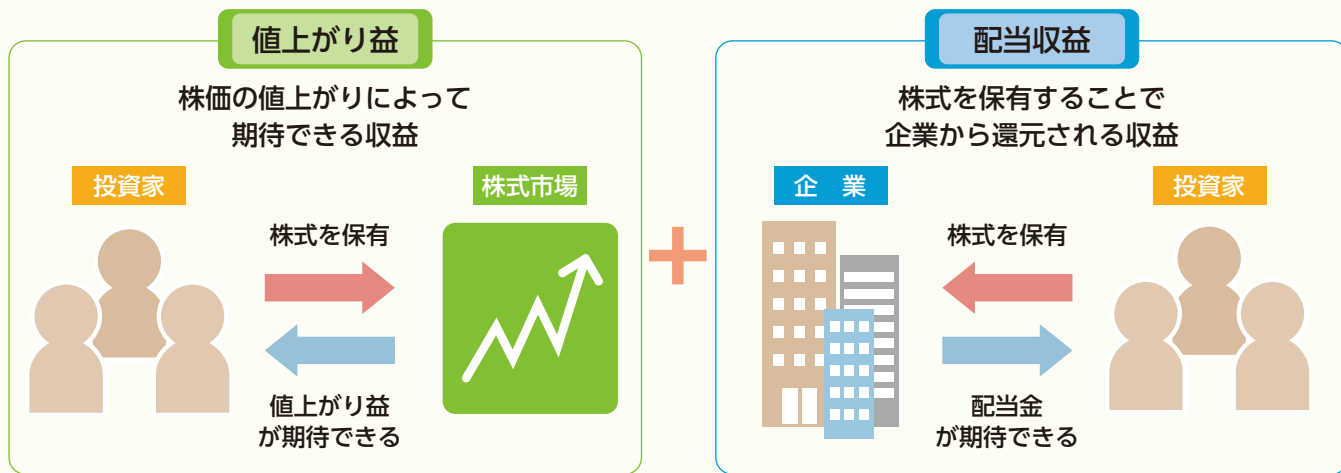 値上がり益
株価の値上がりによって
期待できる収益
投資家
株式市場
株式を保有
値上がり益
が期待できる
配当収益
株式を保有することで
企業から還元される収益
企　業
投資家
株式を保有
配当金
が期待できる